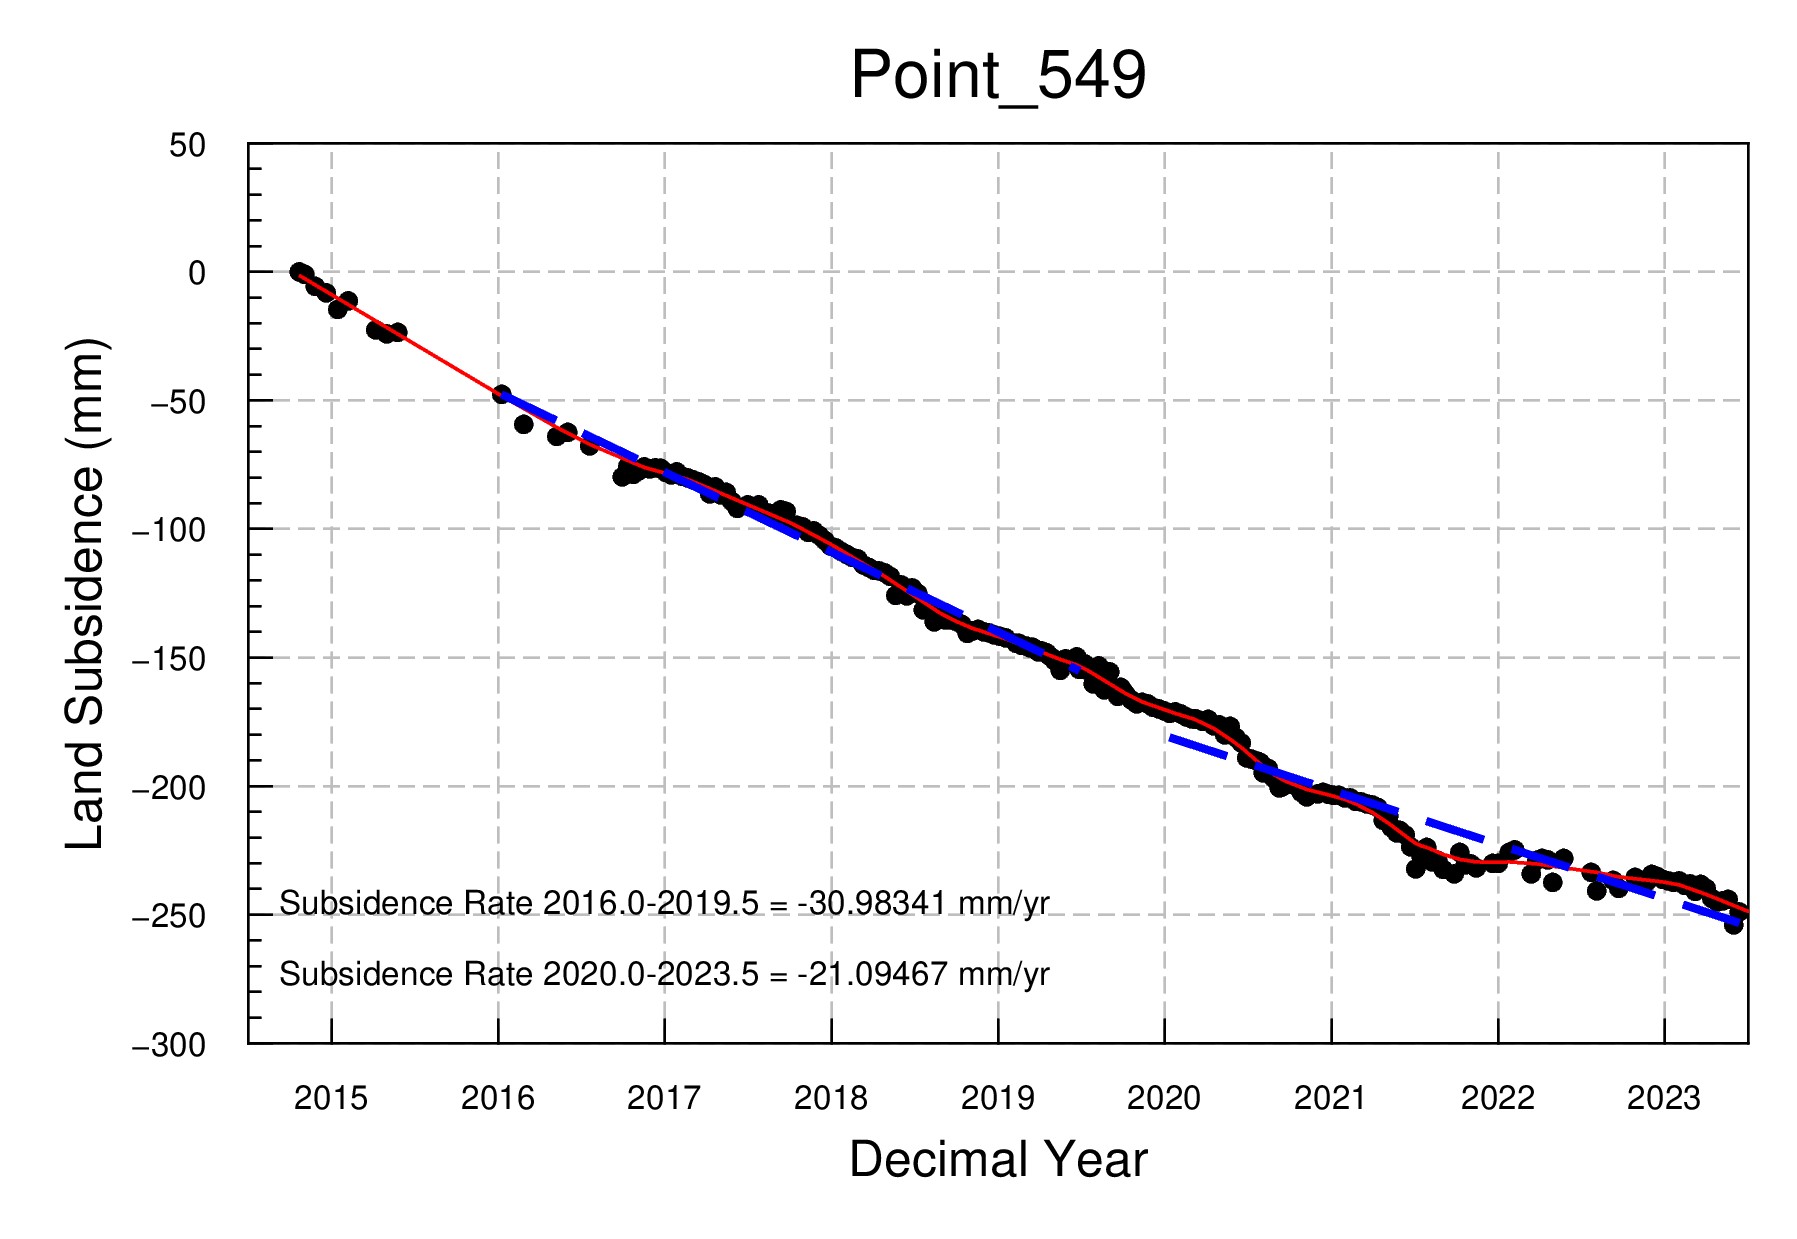 Point_549
50
0
−50
−100
−150
−200
−250
−300
Land Subsidence (mm)
Subsidence Rate 2016.0-2019.5 = -30.98341 mm/yr
Subsidence Rate 2020.0-2023.5 = -21.09467 mm/yr
2015 2016 2017 2018 2019 2020 2021 2022 2023
Decimal Year